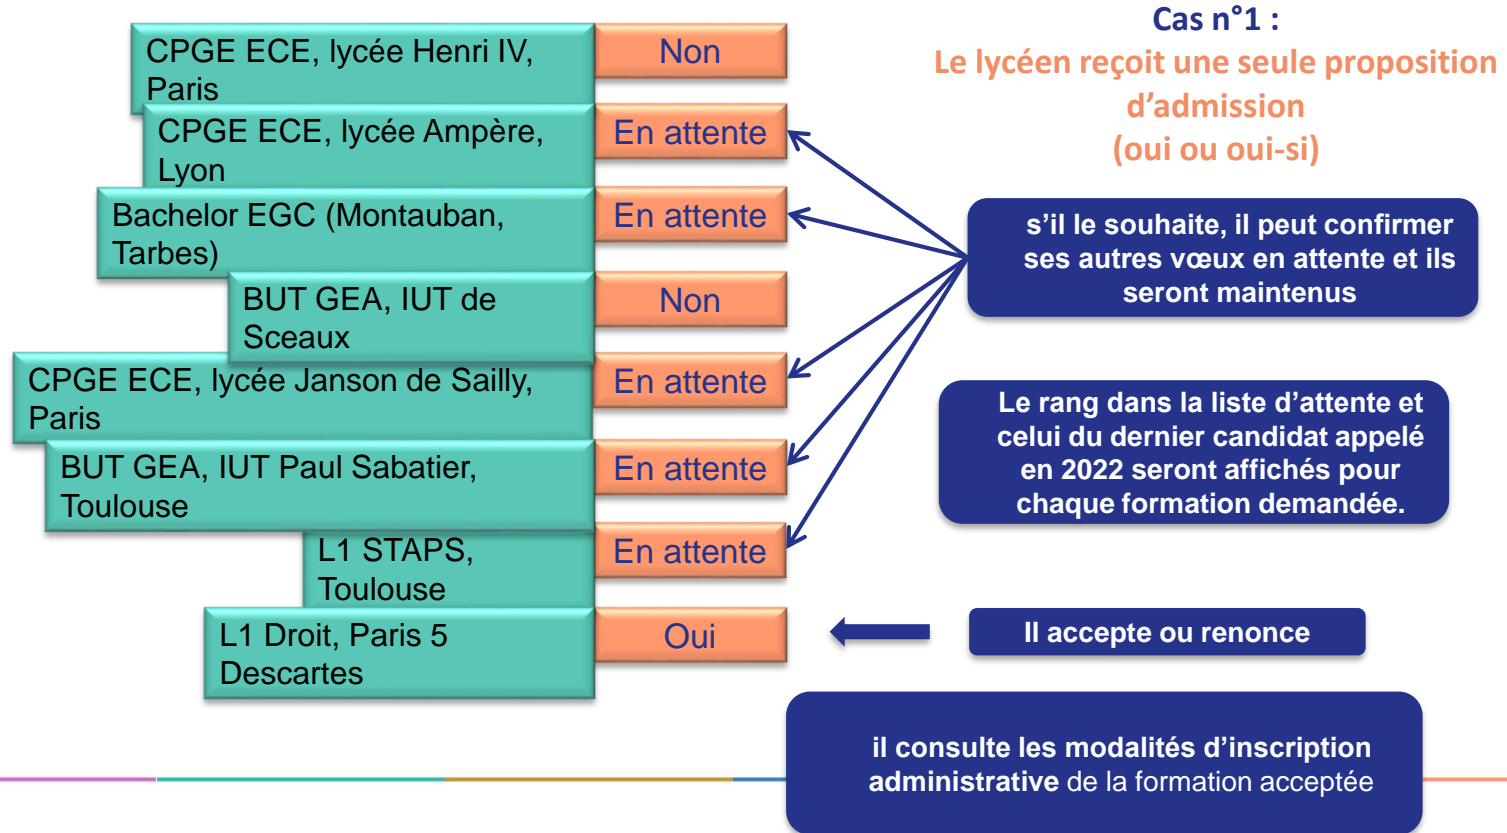 Cas n°1 :
Le lycéen reçoit une seule proposition
d’admission
(oui ou oui-si)
CPGE ECE, lycée Henri IV,
Paris
Non
CPGE ECE, lycée Ampère,
Lyon
En attente
Bachelor EGC (Montauban,
Tarbes)
En attente
BUT GEA, IUT de
Sceaux
Non
CPGE ECE, lycée Janson de Sailly,
Paris
En attente
BUT GEA, IUT Paul Sabatier,
Toulouse
En attente
L1 STAPS,
Toulouse
En attente
L1 Droit, Paris 5
Descartes
Oui
s’il le souhaite, il peut confirmer
ses autres vœux en attente et ils
seront maintenus
Le rang dans la liste d’attente et
celui du dernier candidat appelé
en 2022 seront affichés pour
chaque formation demandée.
Il accepte ou renonce
il consulte les modalités d’inscription
administrative de la formation acceptée